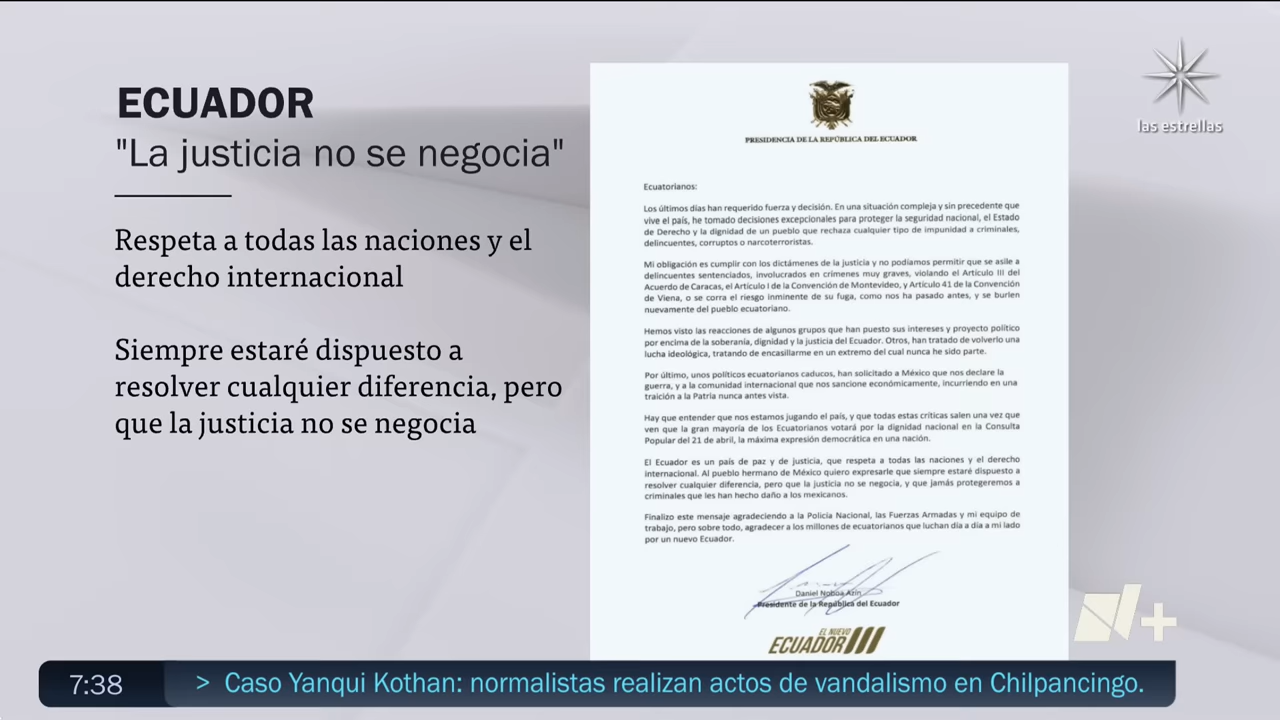 ECUADOR
"La justicia no se negocia"
Respeta a todas las naciones y el
derecho internacional
Siempre estaré dispuesto a
resolver cualquier diferencia, pero
que la justicia no se negocia
las estrellas
PRESIDENCIA DE LA REPÚBLICA DEL ECUADOR
Ecuatorianos:
Los últimos días han requerido fuerza y decisión. En una situación compleja y sin precedente que
vive el país, he tomado decisiones excepcionales para proteger la seguridad nacional, el Estado
de Derecho y la dignidad de un pueblo que rechaza cualquier tipo de impunidad a criminales,
delincuentes, corruptos o narcoterroristas.
Mi obligación es cumplir con los dictámenes de la justicia y no podíamos permitir que se asile a
delincuentes sentenciados, involucrados en crímenes muy graves, violando el Artículo III del
Acuerdo de Caracas, el Artículo I de la Convención de Montevideo, y Artículo 41 de la Convención
de Viena, o se corra el riesgo inminente de su fuga, como nos ha pasado antes, y se burlen
nuevamente del pueblo ecuatoriano.
Hemos visto las reacciones de algunos grupos que han puesto sus intereses y proyecto político
por encima de la soberanía, dignidad y la justicia del Ecuador. Otros, han tratado de volverlo una
lucha ideológica, tratando de encasillarme en un extremo del cual nunca he sido parte.
Por último, unos políticos ecuatorianos caducos, han solicitado a México que nos declare la
guerra, y a la comunidad internacional que nos sancione económicamente, incurriendo en una
traición a la Patria nunca antes vista.
Hay que entender que nos estamos jugando el país, y que todas estas críticas salen una vez que
ven que la gran mayoría de los Ecuatorianos votará por la dignidad nacional en la Consulta
Popular del 21 de abril, la máxima expresión democrática en una nación.
El Ecuador es un país de paz y de justicia, que respeta a todas las naciones y el derecho
internacional. Al pueblo hermano de México quiero expresarle que siempre estaré dispuesto a
resolver cualquier diferencia, pero que la justicia no se negocia, y que jamás protegeremos a
criminales que les han hecho daño a los mexicanos.
Finalizo este mensaje agradeciendo a la Policía Nacional, las Fuerzas Armadas y mi equipo de
trabajo, pero sobre todo, agradecer a los millones de ecuatorianos que luchan día a día a mi lado
por un nuevo Ecuador.
Daniel Noboa Azín
Presidente de la República del Ecuador
EL NUEVO
ECUADOR
N+
7:38 > Caso Yanqui Kothan: normalistas realizan actos de vandalismo en Chilpancingo.